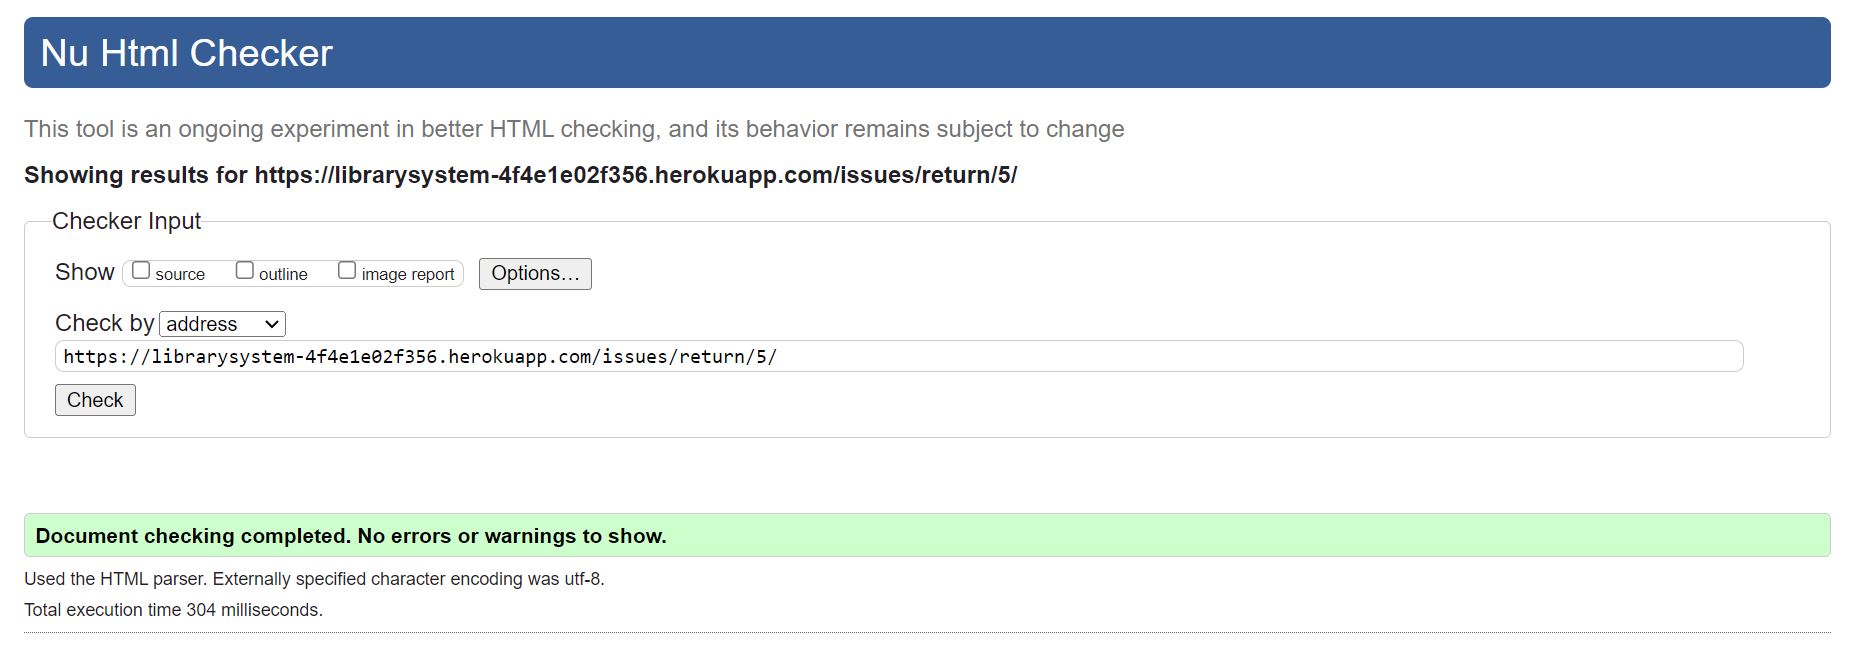 Nu Html Checker
This tool is an ongoing experiment in better HTML checking, and its behavior remains subject to change
Showing results for https://librarysystem-4f4e1e02f356.herokuapp.com/issues/return/5/
Checker Input
Show source outline image report Options...
Check by address
https://librarysystem-4f4e1e02f356.herokuapp.com/issues/return/5/
Check
Document checking completed. No errors or warnings to show.
Used the HTML parser. Externally specified character encoding was utf-8.
Total execution time 304 milliseconds.